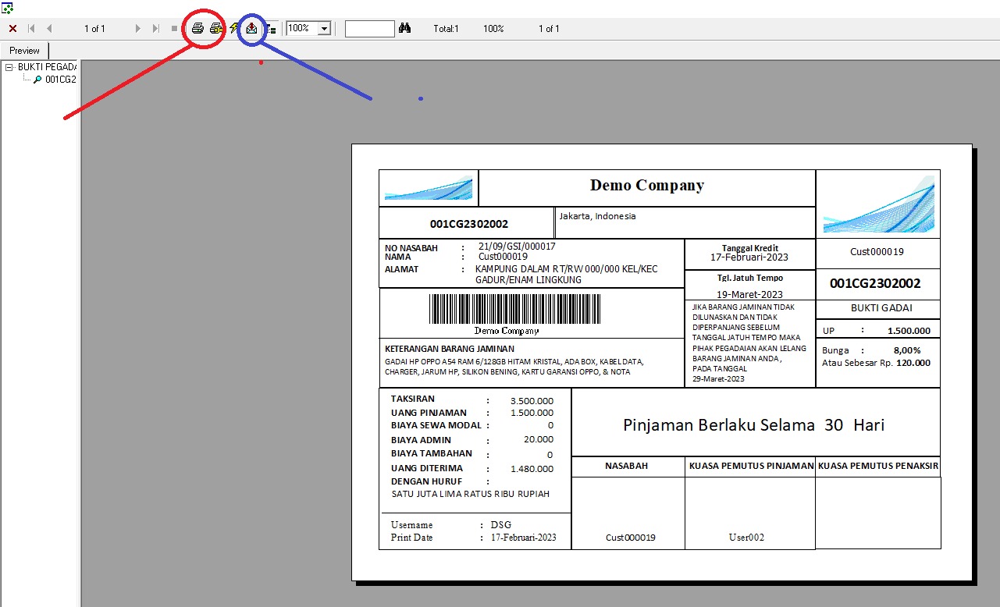 1 of 1
100%
Total:1
100%
1 of 1
Preview
BUKTI PEGADA
001CG2
Demo Company
001CG2302002
Jakarta, Indonesia
NO NASABAH : 21/09/GSI/000017
NAMA : Cust000019
ALAMAT : KAMPUNG DALAM RT/RW 000/000 KEL/KEC
GADUR/ENAM LINGKUNG
Tanggal Kredit
17-Februari-2023
Tgl. Jatuh Tempo
19-Maret-2023
Cust000019
001CG2302002
BUKTI GADAI
UP : 1.500.000
Bunga : 8,00%
Atau Sebesar Rp. 120.000
Demo Company
JIKA BARANG JAMINAN TIDAK
DILUNASKAN DAN TIDAK
DIPERPANJANG SEBELUM
TANGGAL JATUH TEMPO MAKA
PIHAK PEGADAIAN AKAN LELANG
BARANG JAMINAN ANDA ,
PADA TANGGAL
29-Maret-2023
KETERANGAN BARANG JAMINAN
GADAI HP OPPO A54 RAM 6/128GB HITAM KRISTAL, ADA BOX, KABEL DATA,
CHARGER, JARUM HP, SILIKON BENING, KARTU GARANSI OPPO, & NOTA
TAKSIRAN : 3.500.000
UANG PINJAMAN : 1.500.000
BIAYA SEWA MODAL : 0
BIAYA ADMIN : 20.000
BIAYA TAMBAHAN : 0
UANG DITERIMA : 1.480.000
DENGAN HURUF :
SATU JUTA LIMA RATUS RIBU RUPIAH
Username : DSG
Print Date : 17-Februari-2023
Pinjaman Berlaku Selama 30 Hari
NASABAH
KUASA PEMUTUS PINJAMAN
KUASA PEMUTUS PENAKSIR
Cust000019
User002